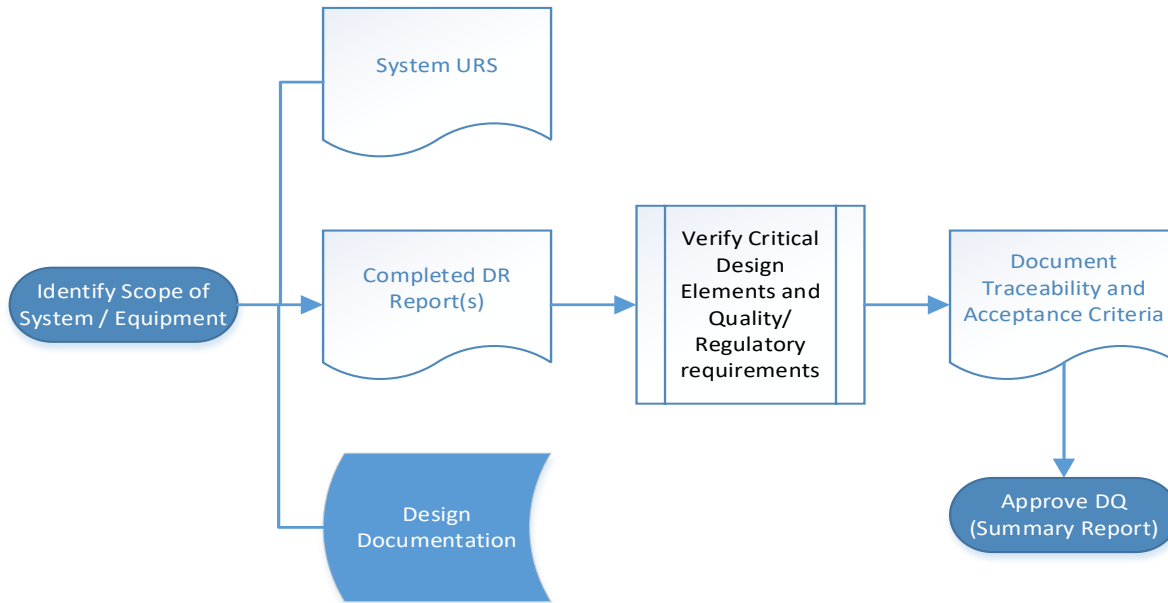 System URS
Identify Scope of
System / Equipment
Completed DR
Report(s)
Verify Critical
Design
Elements and
Quality/
Regulatory
requirements
Document
Traceability and
Acceptance Criteria
Design
Documentation
Approve DQ
(Summary Report)